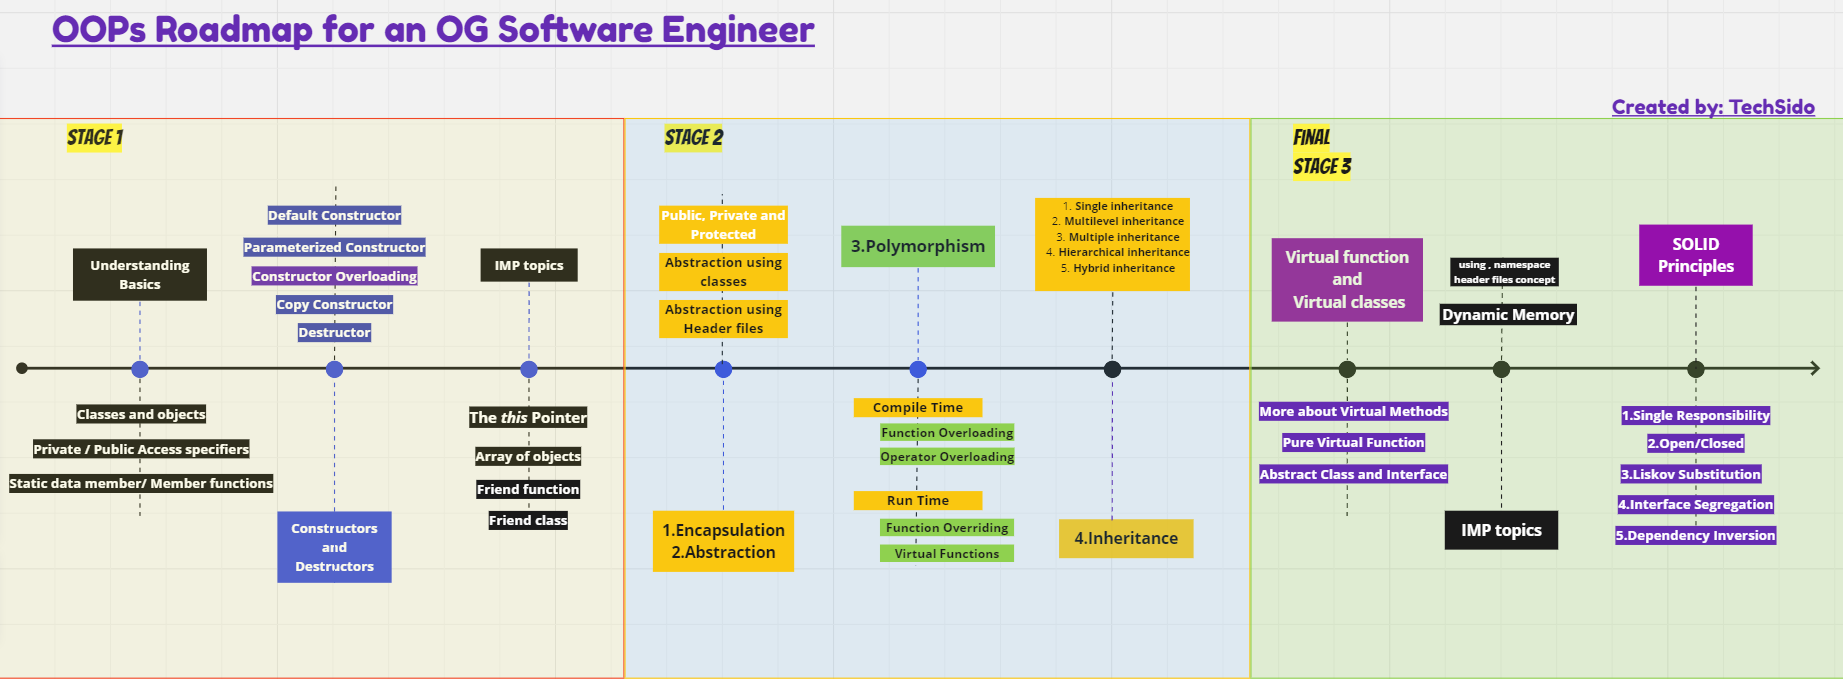 OOPs Roadmap for an OG Software Engineer
Created by: TechSido
STAGE 1
Understanding
Basics
Classes and objects
Private / Public Access specifiers
Static data member/ Member functions
Default Constructor
Parameterized Constructor
Constructor Overloading
Copy Constructor
Destructor
Constructors
and
Destructors
IMP topics
The this Pointer
Array of objects
Friend function
Friend class
STAGE 2
Public, Private and
Protected
Abstraction using
classes
Abstraction using
Header files
1.Encapsulation
2.Abstraction
3.Polymorphism
Compile Time
Function Overloading
Operator Overloading
Run Time
Function Overriding
Virtual Functions
1. Single inheritance
2. Multilevel inheritance
3. Multiple inheritance
4. Hierarchical inheritance
5. Hybrid inheritance
4.Inheritance
FINAL
STAGE 3
Virtual function
and
Virtual classes
More about Virtual Methods
Pure Virtual Function
Abstract Class and Interface
using , namespace
header files concept
Dynamic Memory
IMP topics
SOLID
Principles
1.Single Responsibility
2.Open/Closed
3.Liskov Substitution
4.Interface Segregation
5.Dependency Inversion